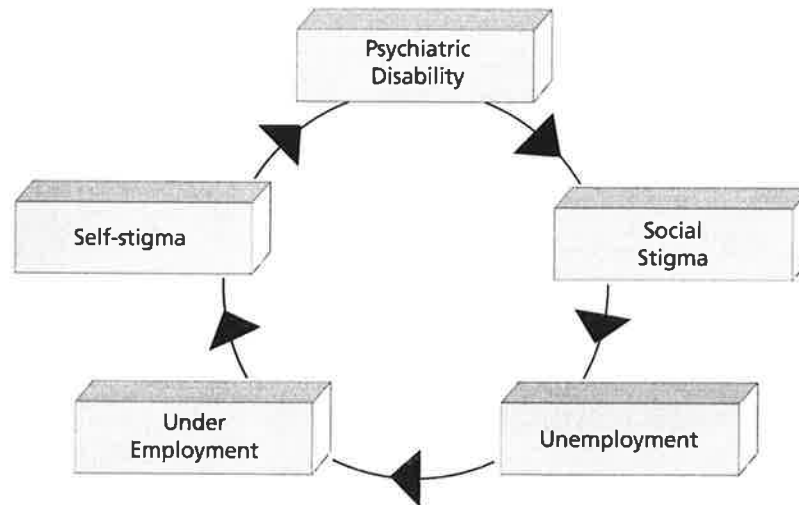 Psychiatric
Disability
Self-stigma
Social
Stigma
Under
Employment
Unemployment